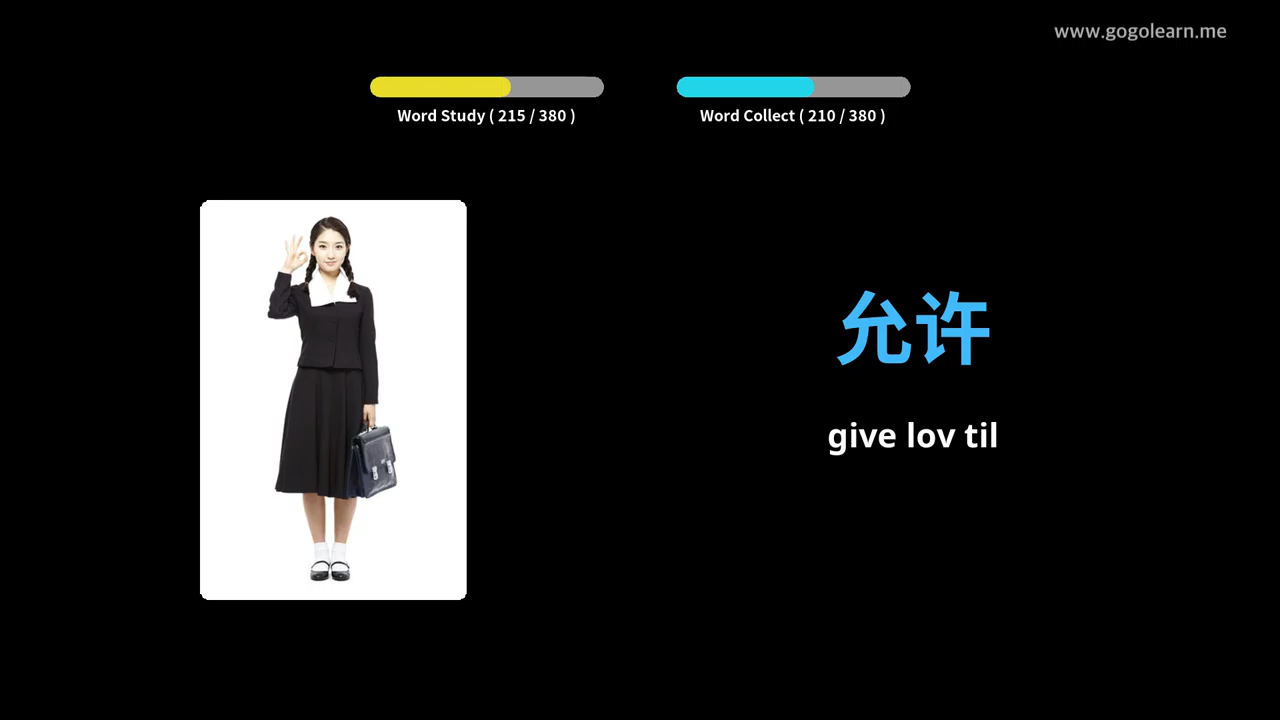 www.gogolearn.me
Word Study ( 215 / 380 )
Word Collect ( 210 / 380 )
允许
give lov til